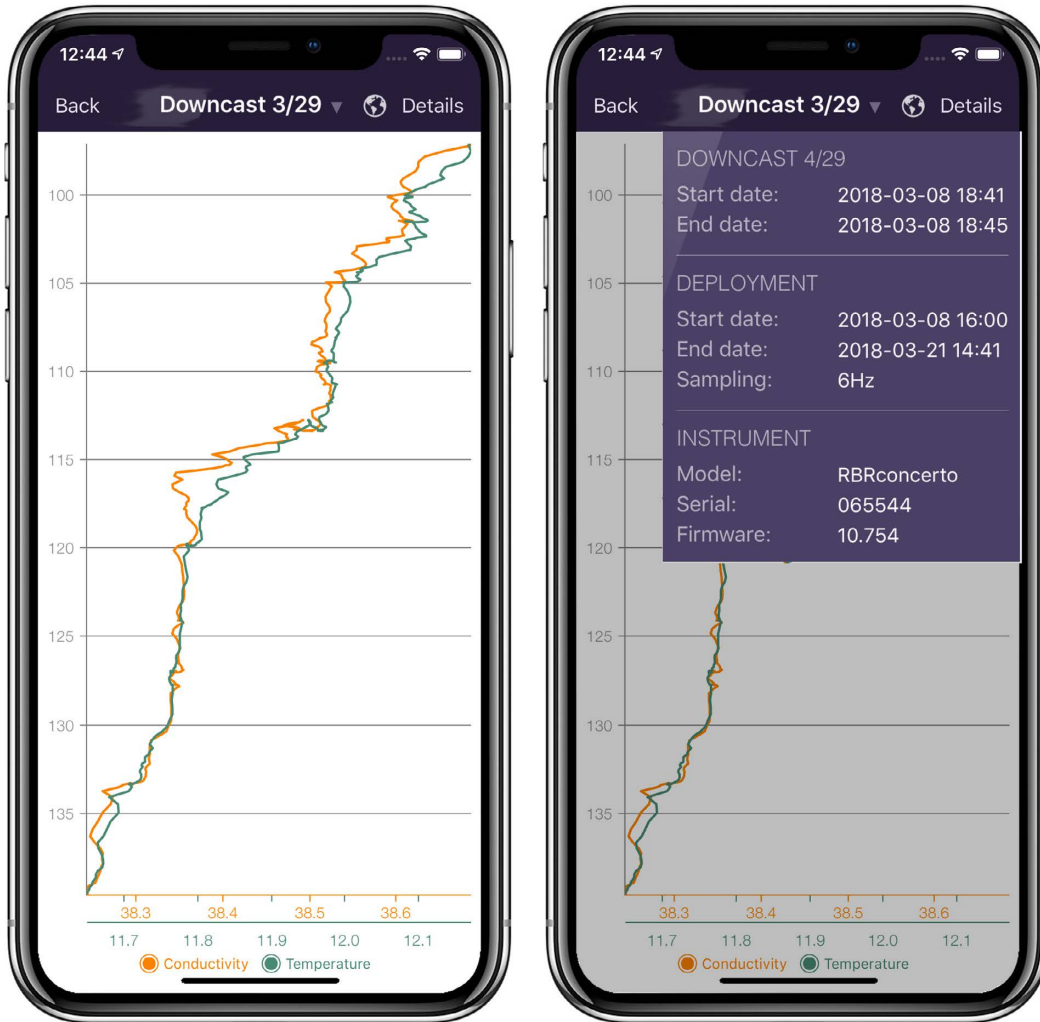 12:44
Back Downcast 3/29 Details
100
105
110
115
120
125
130
135
38.3 38.4 38.5 38.6
11.7 11.8 11.9 12.0 12.1
Conductivity Temperature
12:44
Back Downcast 3/29 Details
DOWNCAST 4/29
Start date: 2018-03-08 18:41
End date: 2018-03-08 18:45
DEPLOYMENT
Start date: 2018-03-08 16:00
End date: 2018-03-21 14:41
Sampling: 6Hz
INSTRUMENT
Model: RBRconcerto
Serial: 065544
Firmware: 10.754
100
105
110
115
120
125
130
135
38.3 38.4 38.5 38.6
11.7 11.8 11.9 12.0 12.1
Conductivity Temperature